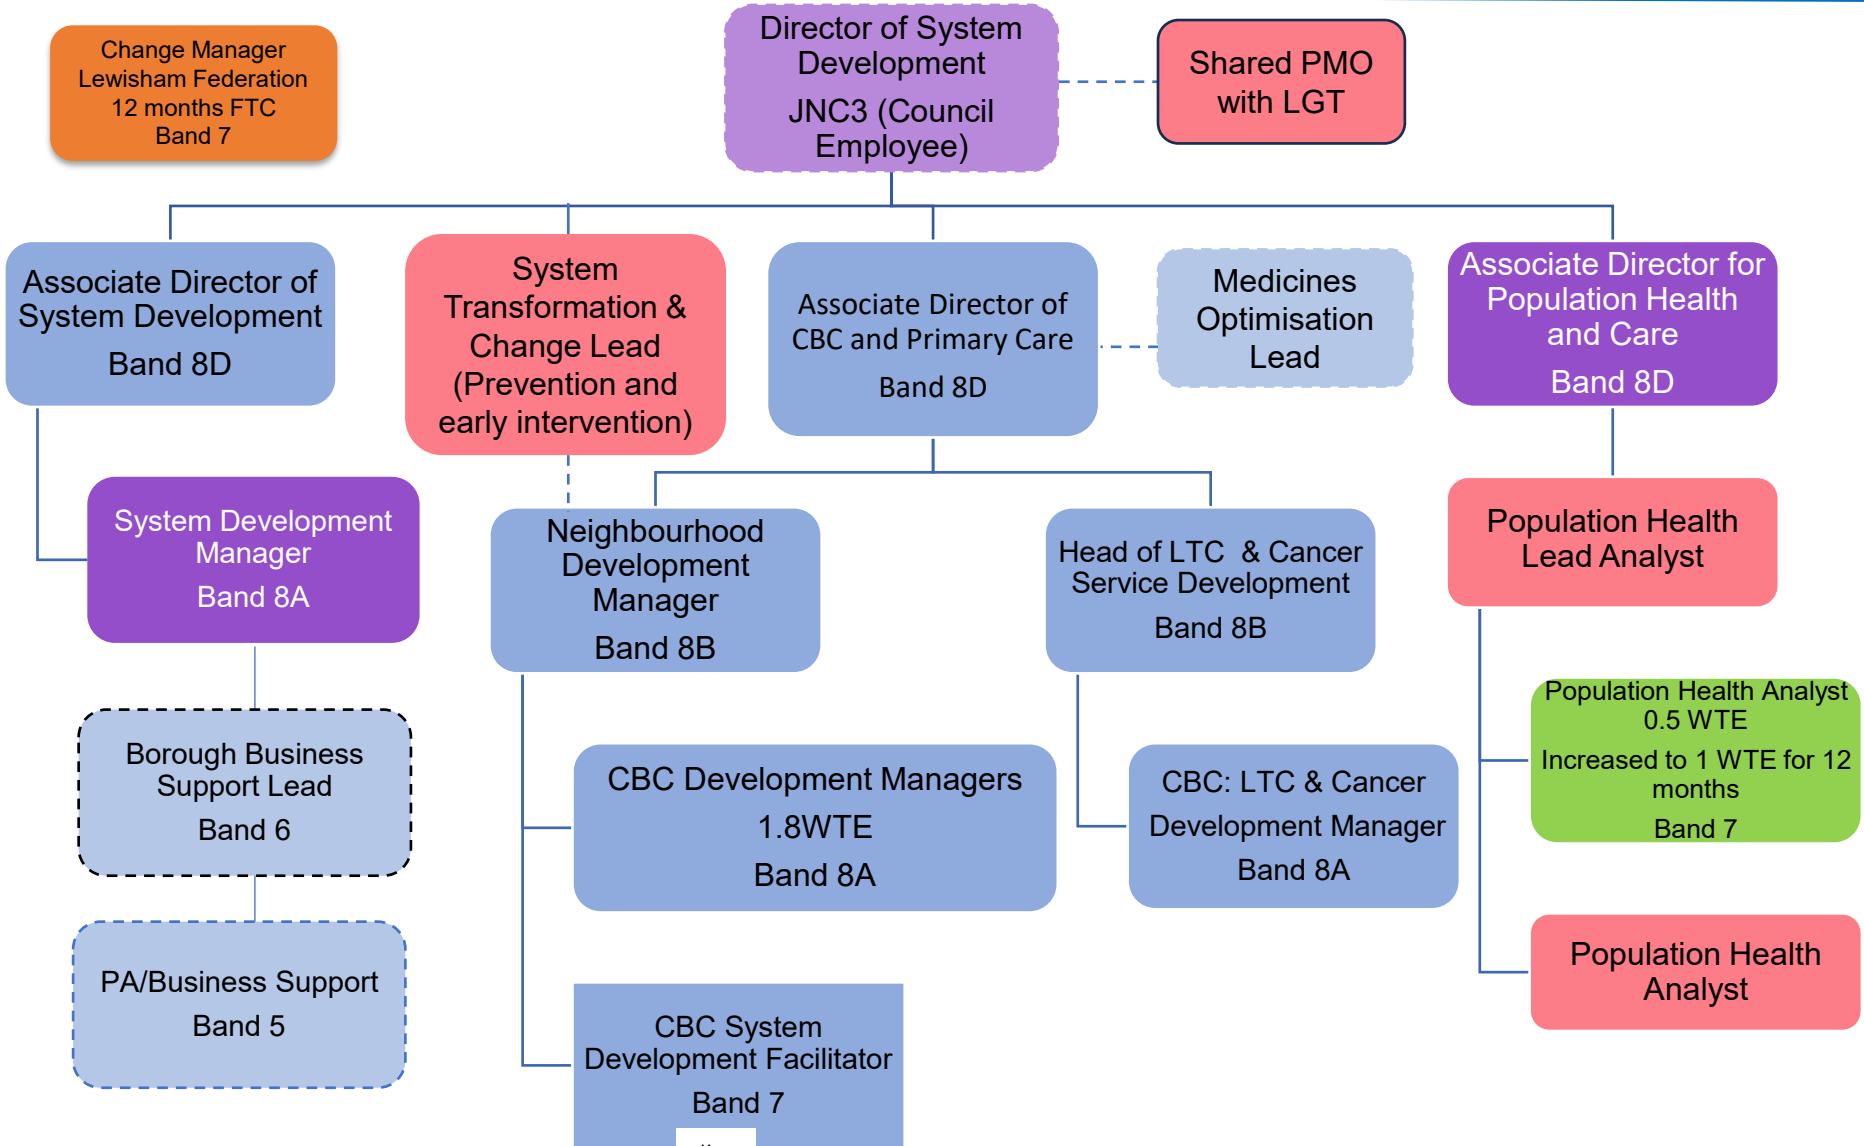 Change Manager
Lewisham Federation
12 months FTC
Band 7
Director of System
Development
JNC3 (Council
Employee)
Shared PMO
with LGT
Associate Director of
System Development
Band 8D
System
Transformation &
Change Lead
(Prevention and
early intervention)
Associate Director of
CBC and Primary Care
Band 8D
Medicines
Optimisation
Lead
Associate Director for
Population Health
and Care
Band 8D
System Development
Manager
Band 8A
Neighbourhood
Development
Manager
Band 8B
Head of LTC & Cancer
Service Development
Band 8B
Population Health
Lead Analyst
Borough Business
Support Lead
Band 6
CBC Development Managers
1.8WTE
Band 8A
CBC: LTC & Cancer
Development Manager
Band 8A
Population Health Analyst
0.5 WTE
Increased to 1 WTE for 12
months
Band 7
PA/Business Support
Band 5
CBC System
Development Facilitator
Band 7
Population Health
Analyst